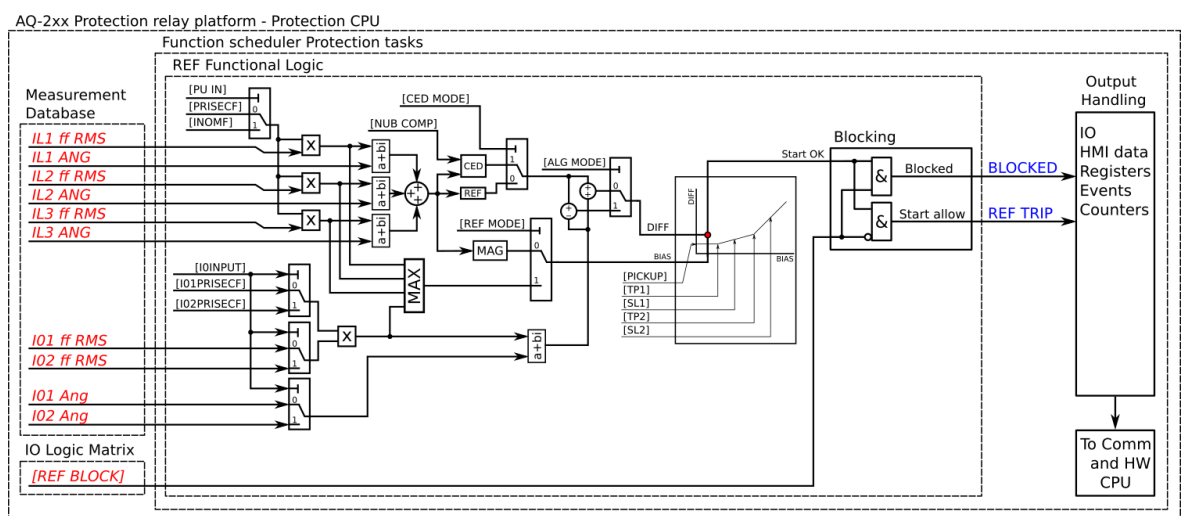 AQ-2xx Protection relay platform - Protection CPU
Function scheduler Protection tasks
REF Functional Logic
Measurement
Database
IL1 ff RMS
IL1 ANG
IL2 ff RMS
IL2 ANG
IL3 ff RMS
IL3 ANG
I01 ff RMS
I02 ff RMS
I01 Ang
I02 Ang
IO Logic Matrix
[REF BLOCK]
[PU IN]
[PRISECF]
[INOMF]
0
1
X
X
X
a+bi
a+bi
a+bi
+
+
+
[NUB COMP]
[CED MODE]
CED
REF
1
0
[ALG MODE]
+
±
±
0
1
[REF MODE]
MAG
0
1
MAX
[I0INPUT]
[I01PRISECF]
[I02PRISECF]
0
1
0
1
X
0
1
a+bi
DIFF
BIAS
DIFF
BIAS
[PICKUP]
[TP1]
[SL1]
[TP2]
[SL2]
Start OK
Blocking
&
Blocked
&
Start allow
BLOCKED
REF TRIP
Output
Handling
IO
HMI data
Registers
Events
Counters
To Comm
and HW
CPU